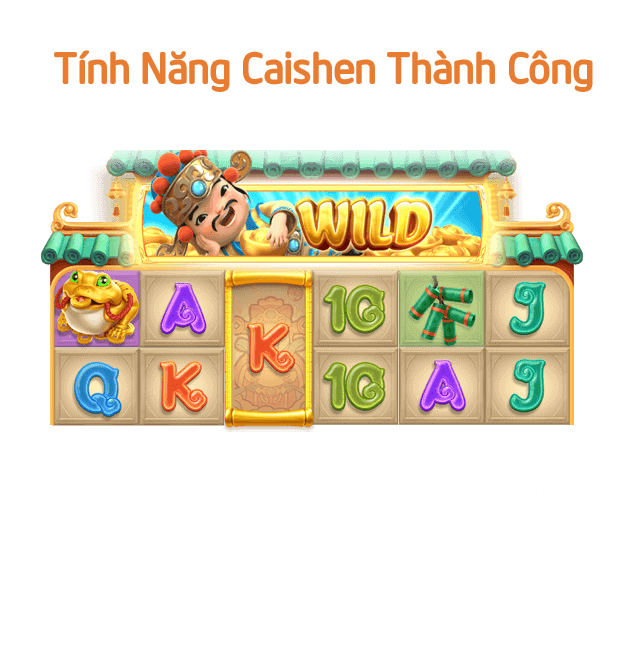 Tính Năng Caishen Thành Công
WILD
A 10 J
K
Q K 10 A J